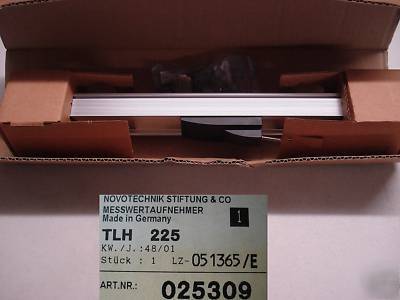 NOVOTECHNIK STIFTUNG & CO
MESSWERTAUFNEHMER
Made in Germany
1
TLH 225
KW./J.:48/01
Stück : 1 LZ-051365/E
ART.NR.: 025309